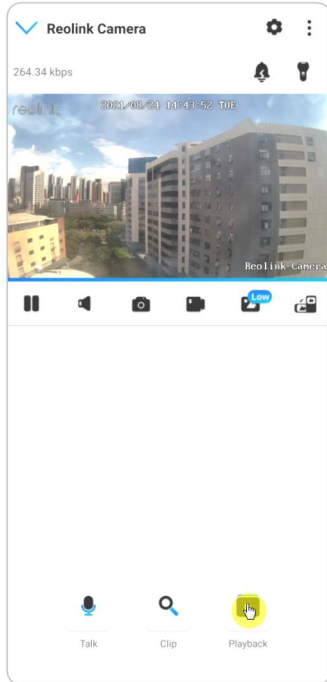 Reolink Camera
264.34 kbps
reolink
2021/08/24 14:43:52 TUE
Reolink Camera
Low
Talk
Clip
Playback